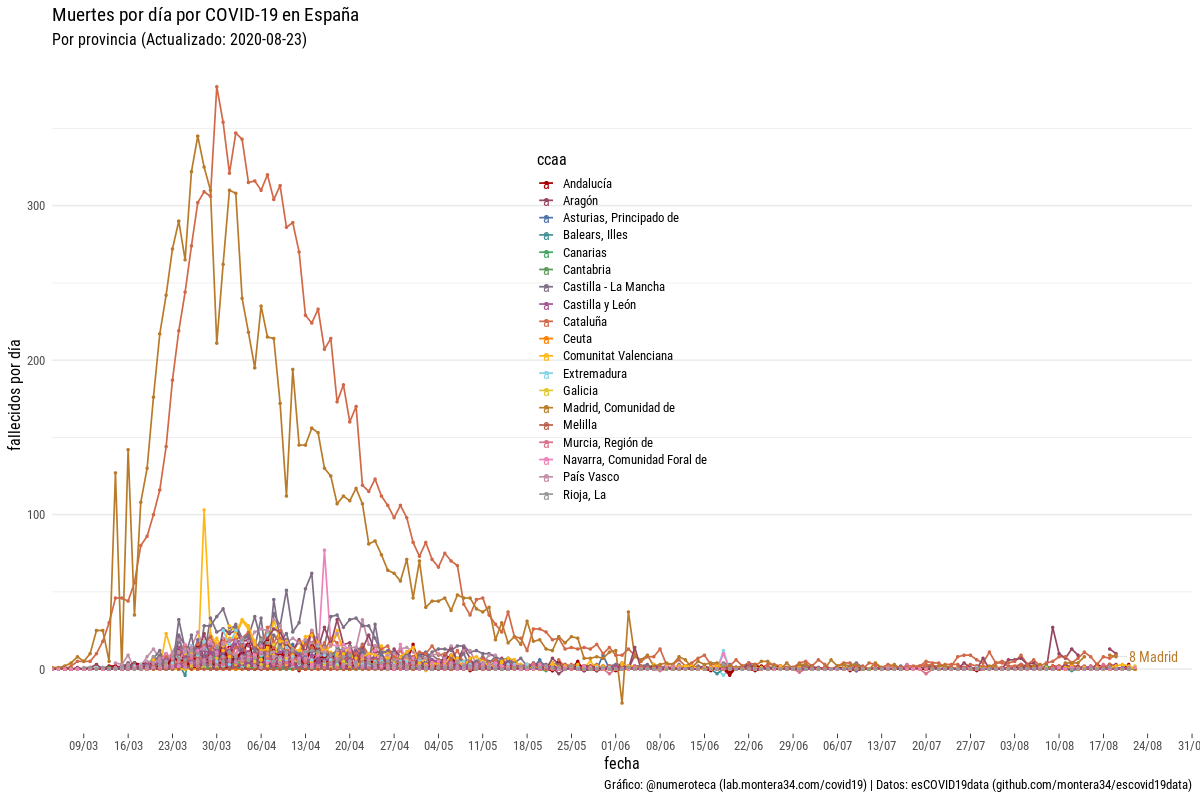 Muertes por día por COVID-19 en España
Por provincia (Actualizado: 2020-08-23)
fallecidos por día
300
200
100
0
ccaa
Andalucía
Aragón
Asturias, Principado de
Balears, Illes
Canarias
Cantabria
Castilla - La Mancha
Castilla y León
Cataluña
Ceuta
Comunitat Valenciana
Extremadura
Galicia
Madrid, Comunidad de
Melilla
Murcia, Región de
Navarra, Comunidad Foral de
País Vasco
Rioja, La
8 Madrid
09/03 16/03 23/03 30/03 06/04 13/04 20/04 27/04 04/05 11/05 18/05 25/05 01/06 08/06 15/06 22/06 29/06 06/07 13/07 20/07 27/07 03/08 10/08 17/08 24/08 31/0
fecha
Gráfico: @numeroteca (lab.montera34.com/covid19) | Datos: esCOVID19data (github.com/montera34/escovid19data)